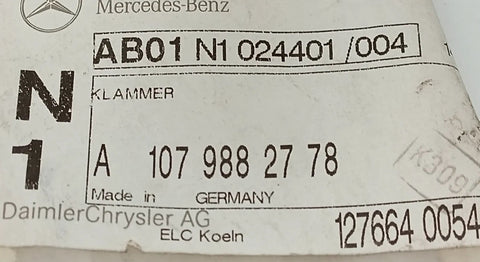 Mercedes-Benz
AB01 N1 024401 /004
N
1
KLAMMER
A 107 988 27 78
Made in GERMANY
K309
DaimlerChrysler AG
ELC Koeln
127664 0054